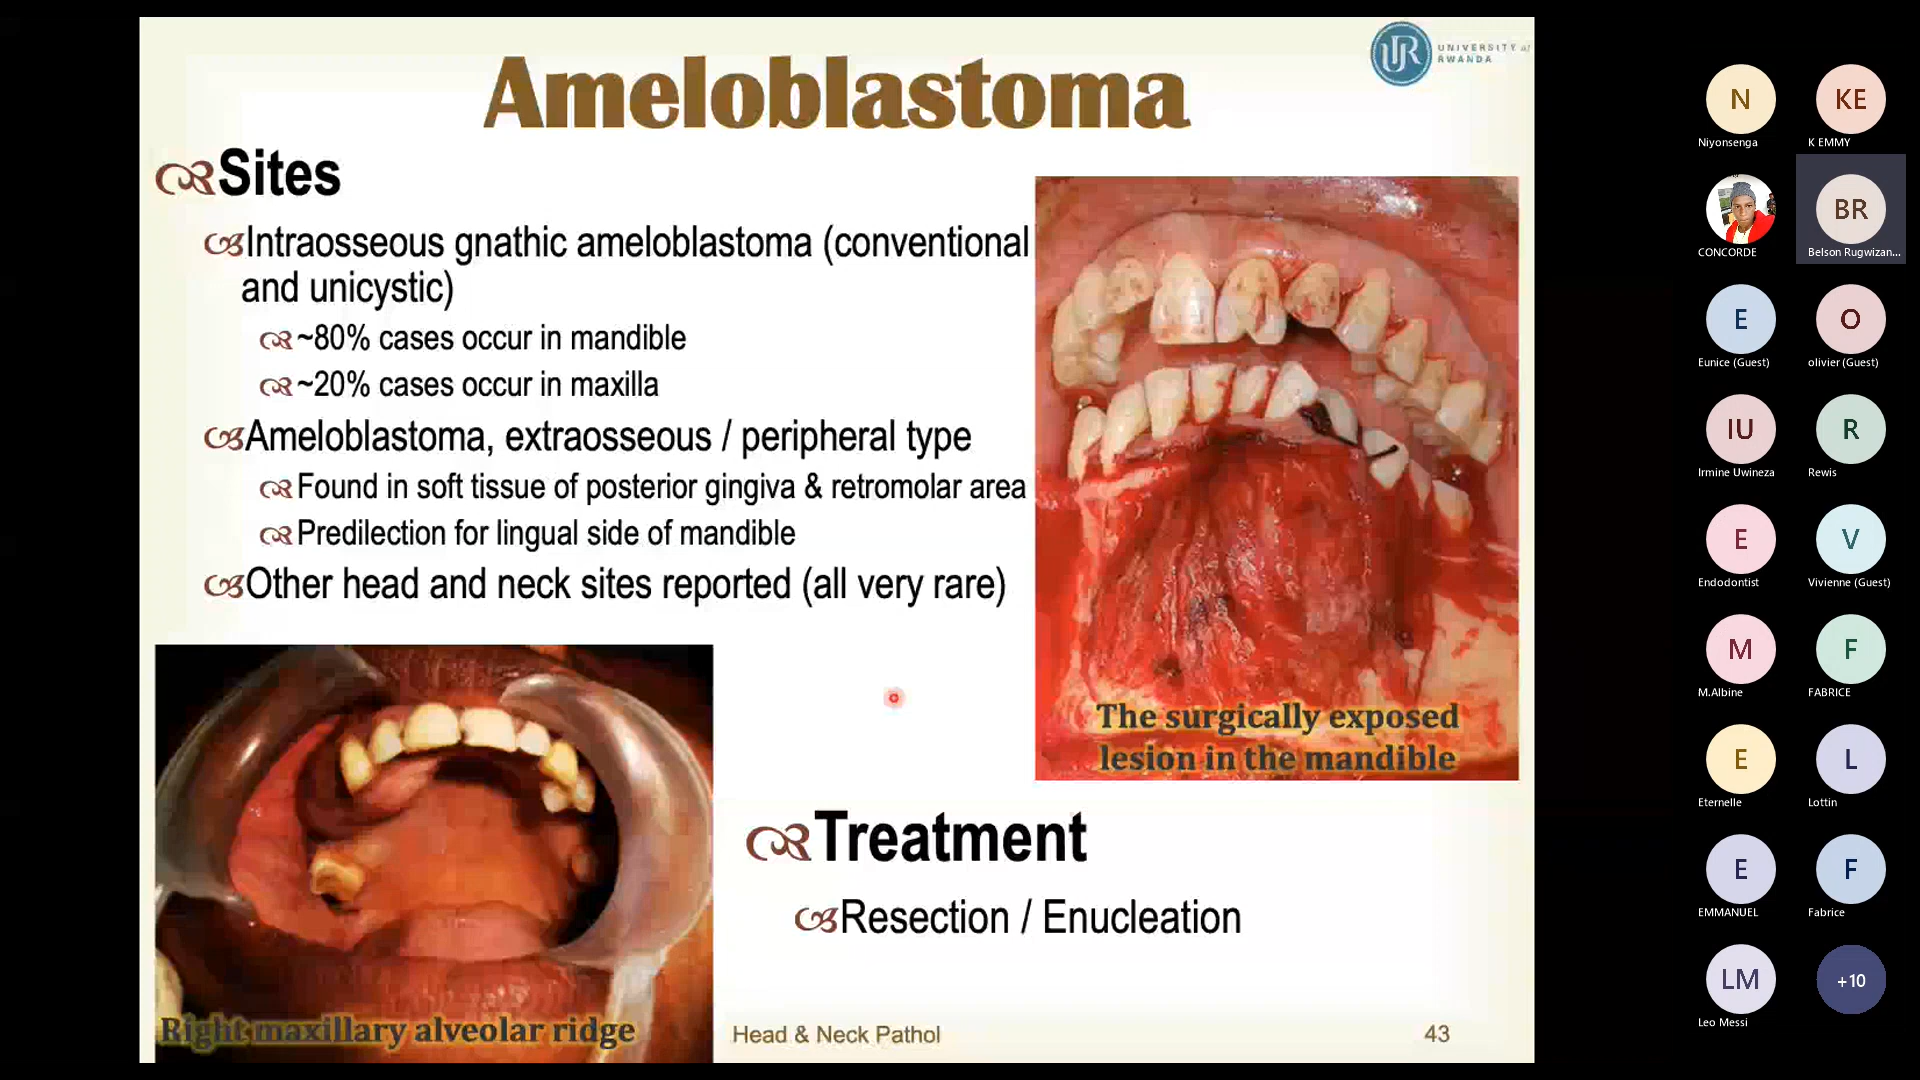 UNIVERSITY of
RWANDA
Ameloblastoma
Sites
Intraosseous gnathic ameloblastoma (conventional
and unicystic)
~80% cases occur in mandible
~20% cases occur in maxilla
Ameloblastoma, extraosseous / peripheral type
Found in soft tissue of posterior gingiva & retromolar area
Predilection for lingual side of mandible
Other head and neck sites reported (all very rare)
The surgically exposed
lesion in the mandible
Right maxillary alveolar ridge
Treatment
Resection / Enucleation
Head & Neck Pathol
43
N
Niyonsenga
KE
K EMMY
CONCORDE
BR
Belson Rugwizan...
E
Eunice (Guest)
O
olivier (Guest)
IU
Irmine Uwineza
R
Rewis
E
Endodontist
V
Vivienne (Guest)
M
M.Albine
F
FABRICE
E
Eternelle
L
Lottin
E
EMMANUEL
F
Fabrice
LM
Leo Messi
+10